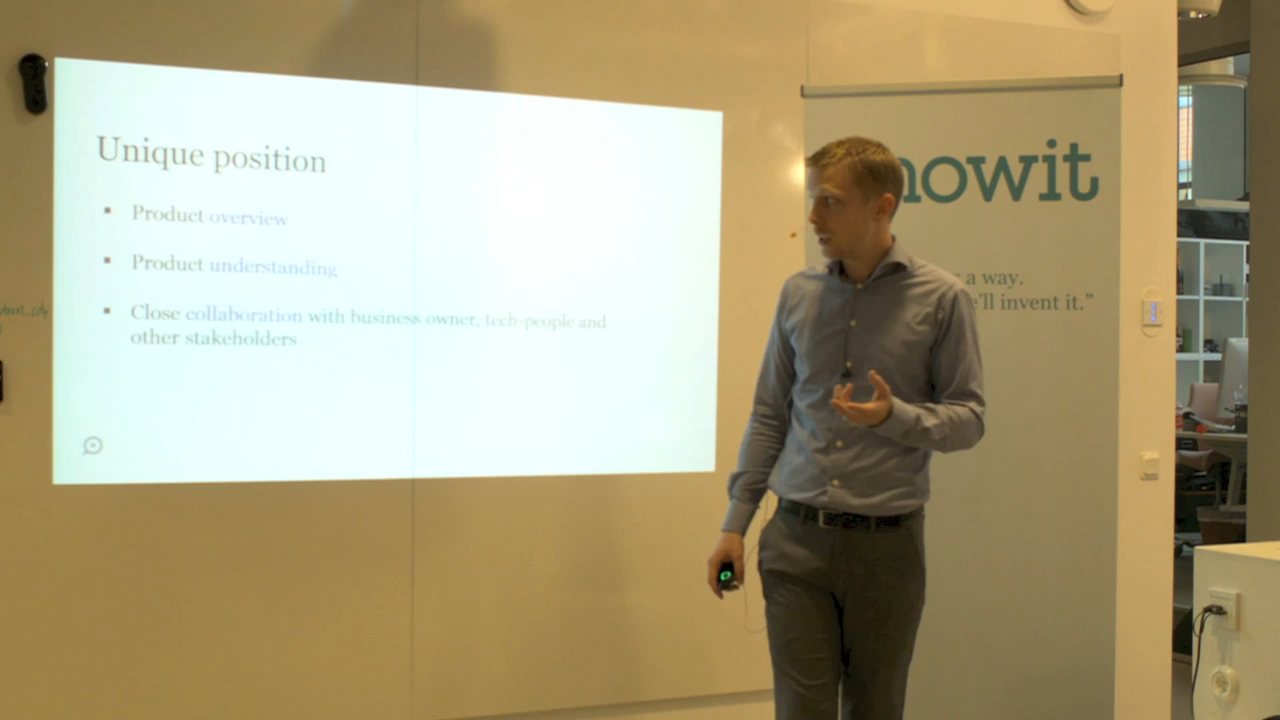 Unique position
Product overview
Product understanding
Close collaboration with business owner, tech-people and
other stakeholders
nowit
a way.
e'll invent it.”